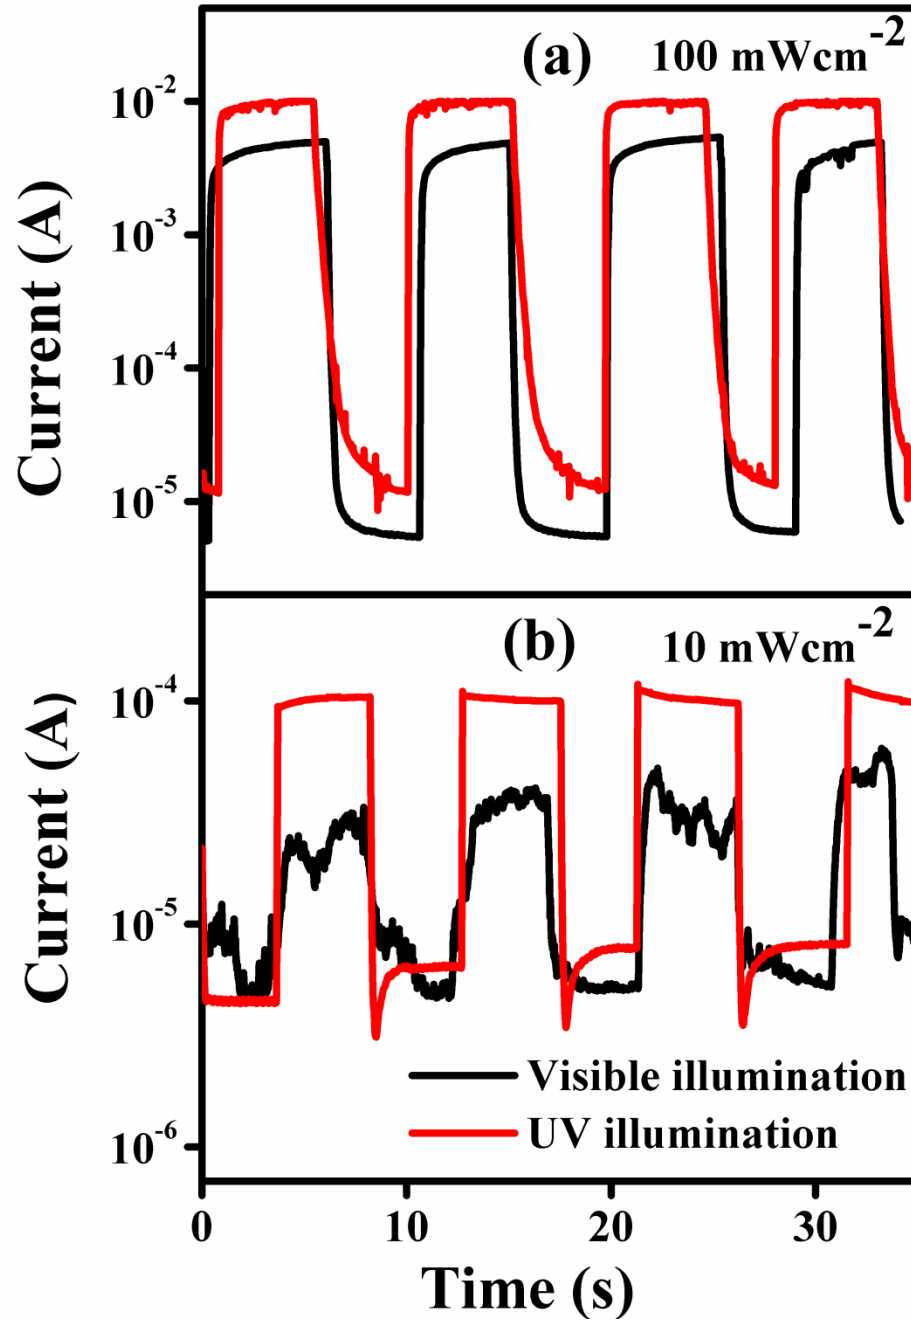 (a) 100 mWcm-2
Current (A)
10-2
10-3
10-4
10-5
(b) 10 mWcm-2
Current (A)
10-4
10-5
10-6
Visible illumination
UV illumination
0 10 20 30
Time (s)